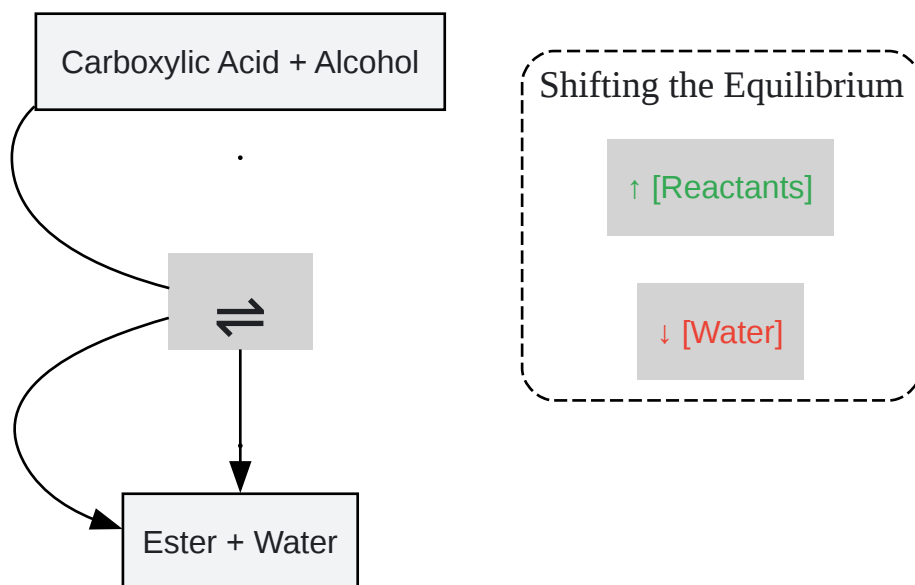 Carboxylic Acid + Alcohol
⇌
Ester + Water
Shifting the Equilibrium
↑ [Reactants]
↓ [Water]